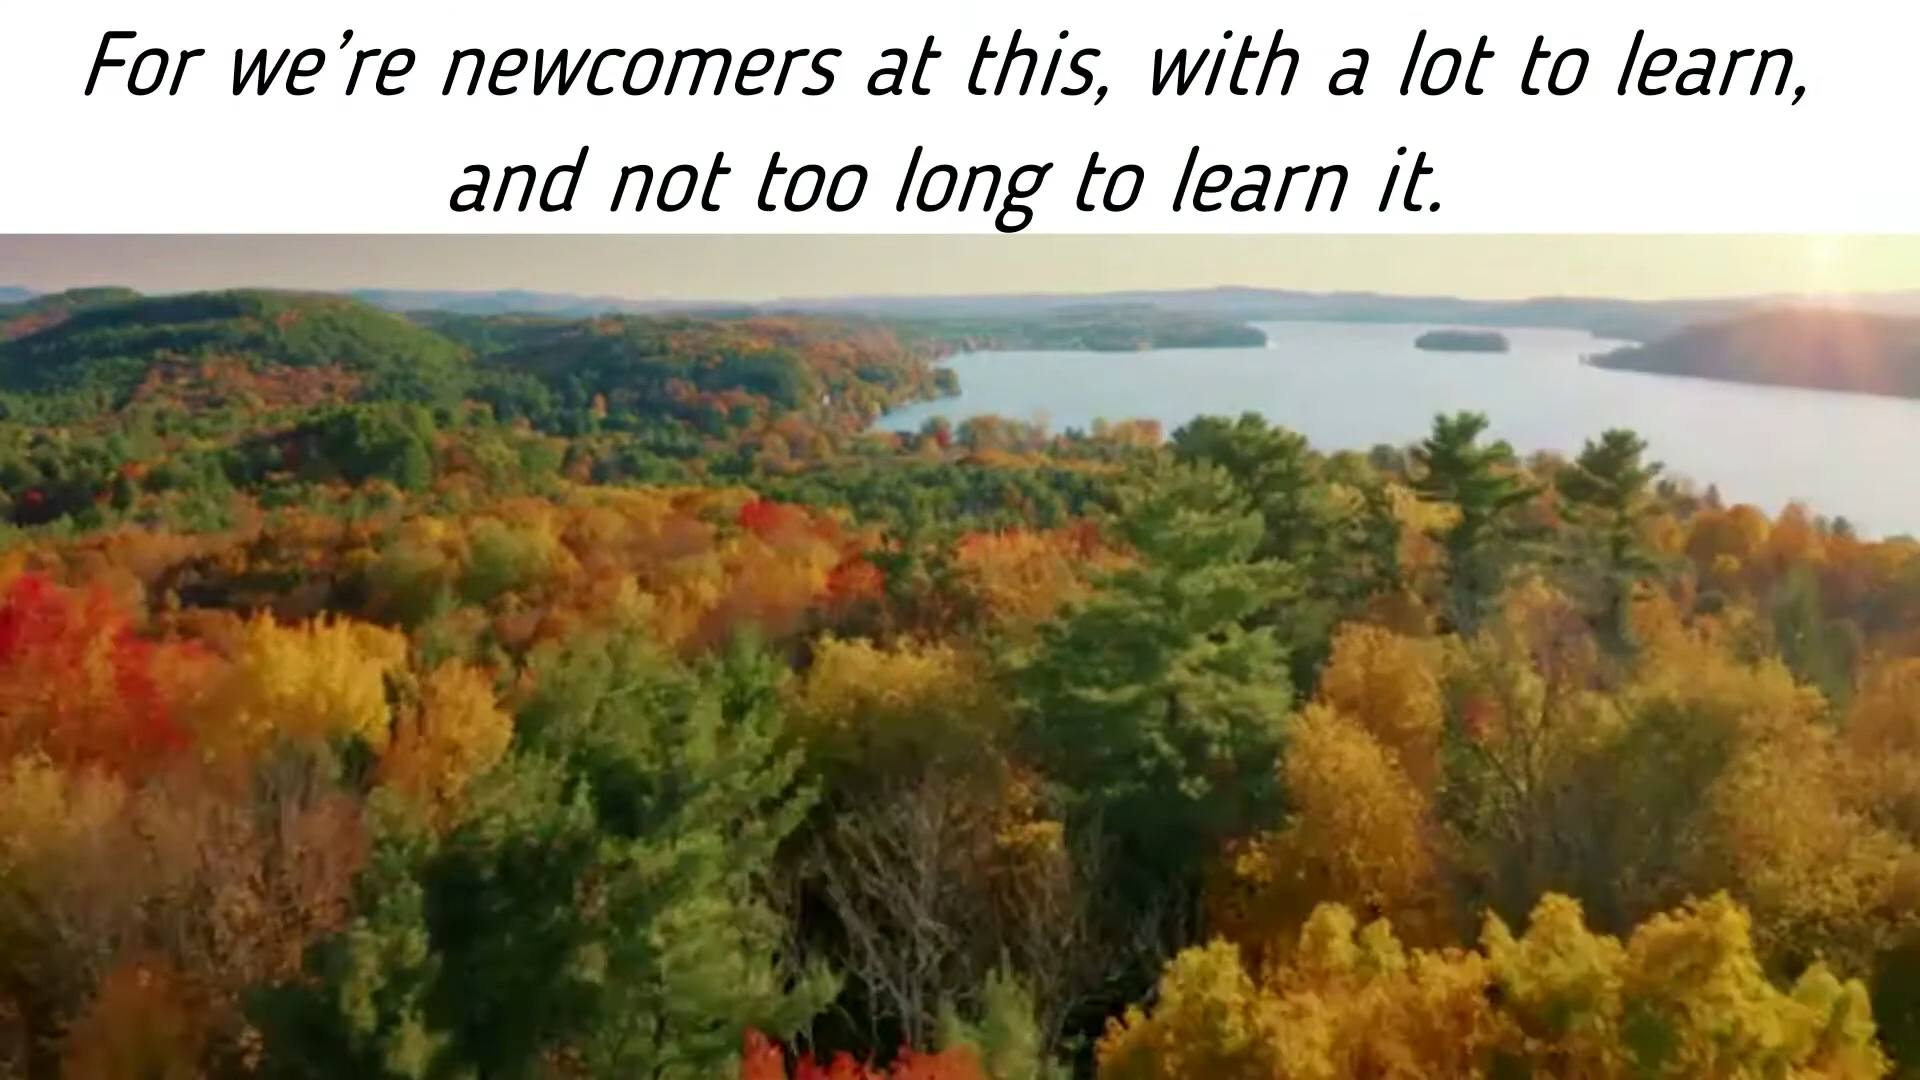 For we’re newcomers at this, with a lot to learn,
and not too long to learn it.